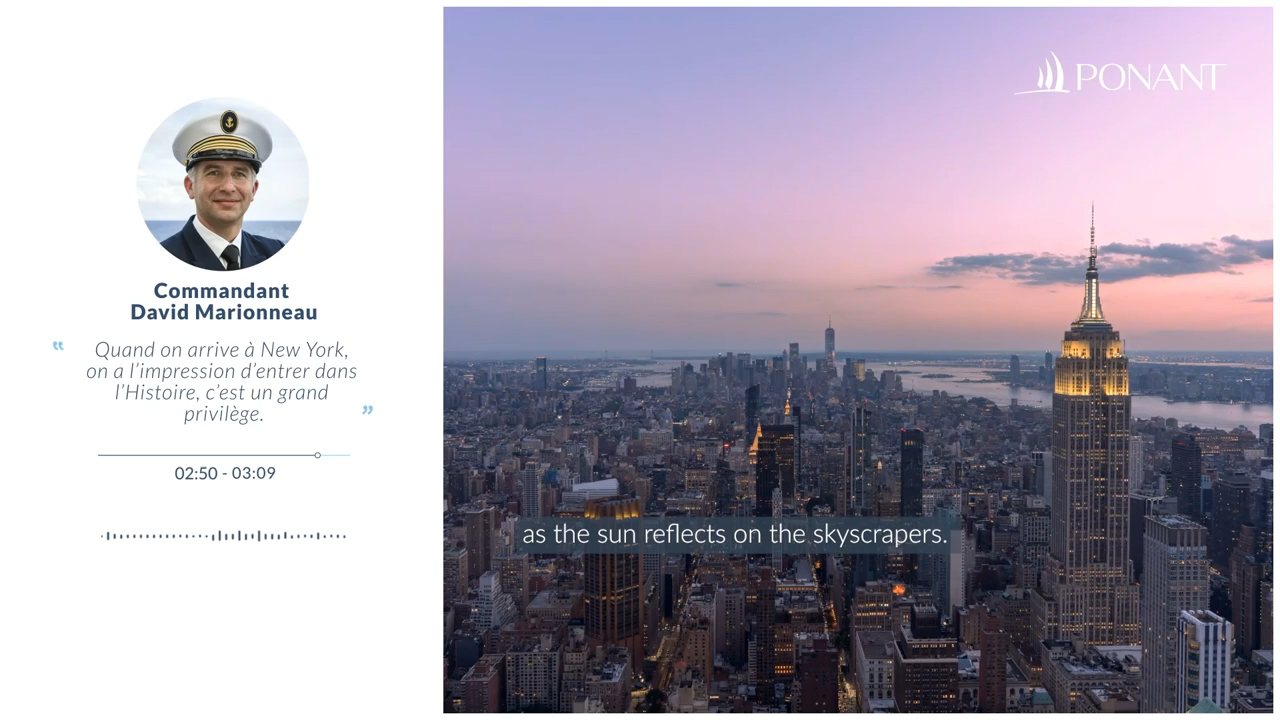 Commandant
David Marionneau
“ Quand on arrive à New York,
on a l’impression d’entrer dans
l’Histoire, c’est un grand
privilège. ”
02:50 - 03:09
PONANT
as the sun reflects on the skyscrapers.